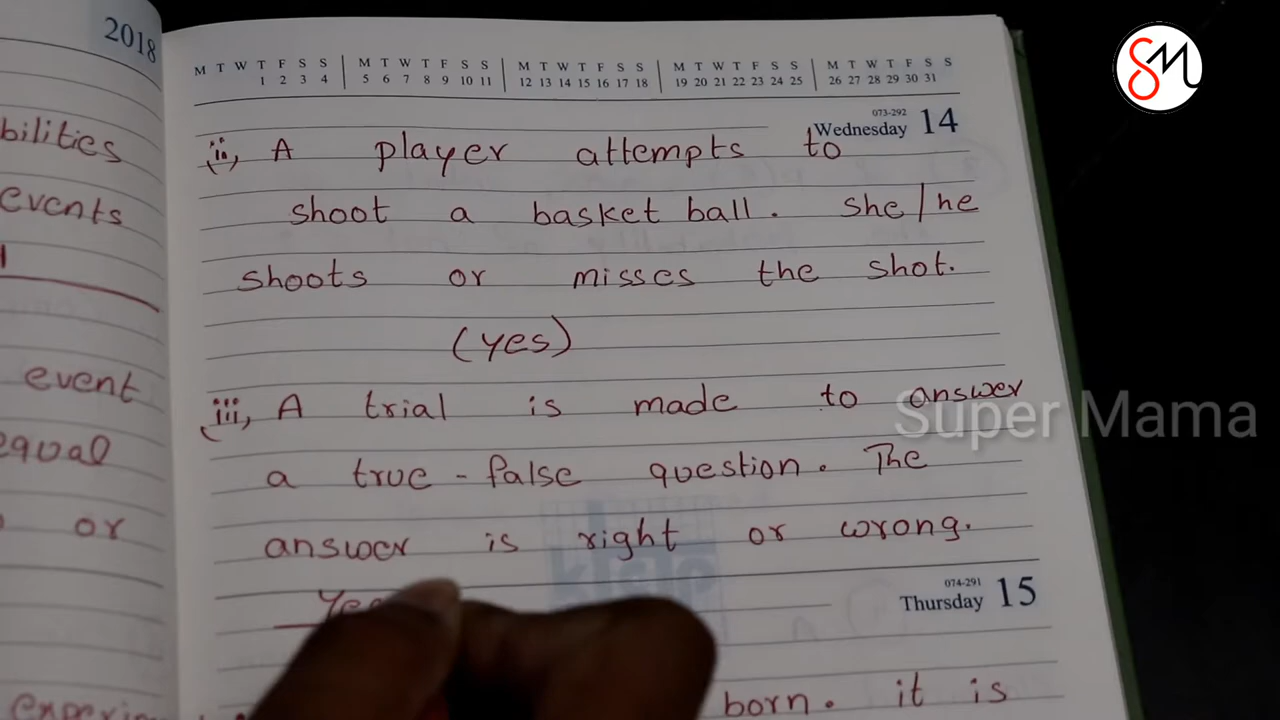 2018
M T W T F S S M T W T F S S M T W T F S S M T W T F S S M T W T F S S
1 2 3 4 5 6 7 8 9 10 11 12 13 14 15 16 17 18 19 20 21 22 23 24 25 26 27 28 29 30 31
SM
073-292
Wednesday 14
bilities
events
event
equal
or
(ii, A player attempts to
shoot a basket ball. she/he
shoots or misses the shot.
(yes)
(iii, A trial is made to answer
a true-false question. The
answer is right or wrong.
074-291
Thursday 15
born. it is
Super Mama